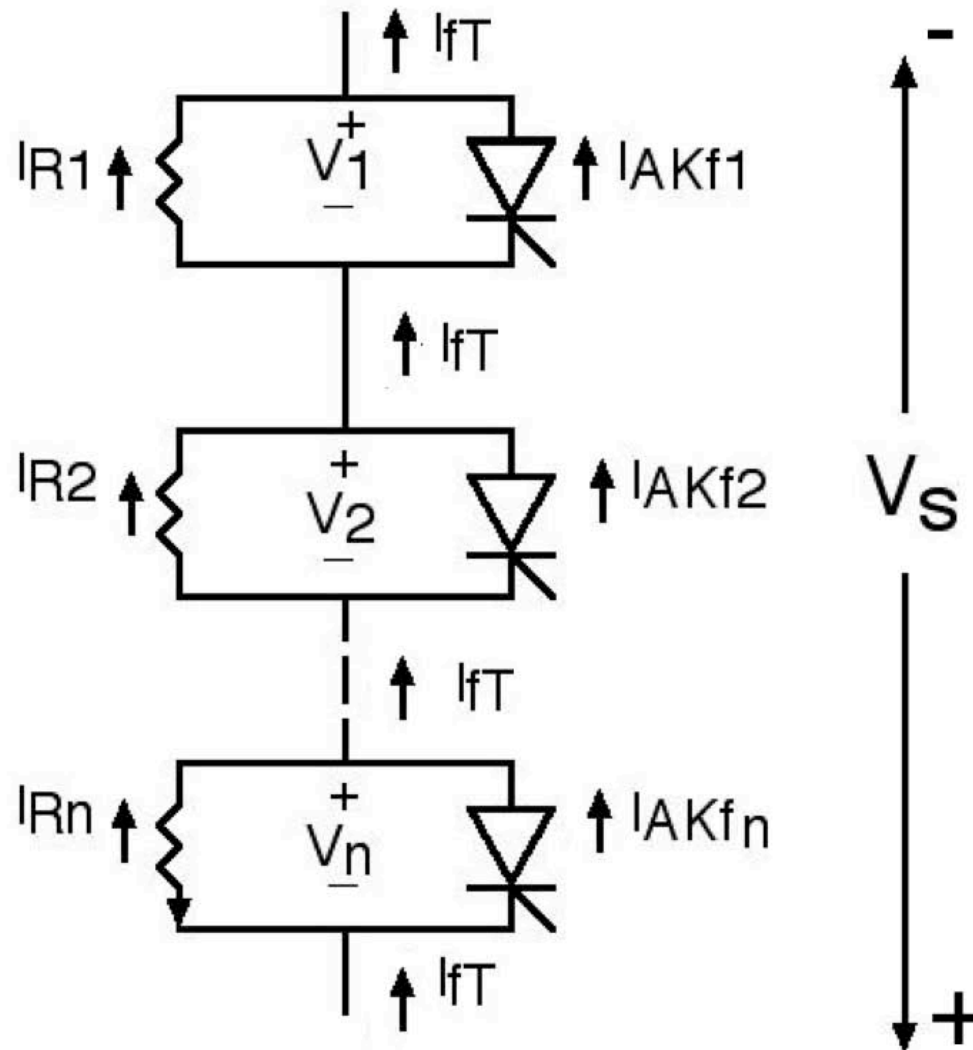 IfT
-
IR1
+
V1
–
IAKf1
IfT
IR2
+
V2
–
IAKf2
VS
IfT
IRn
+
Vn
–
IAKfn
IfT
+